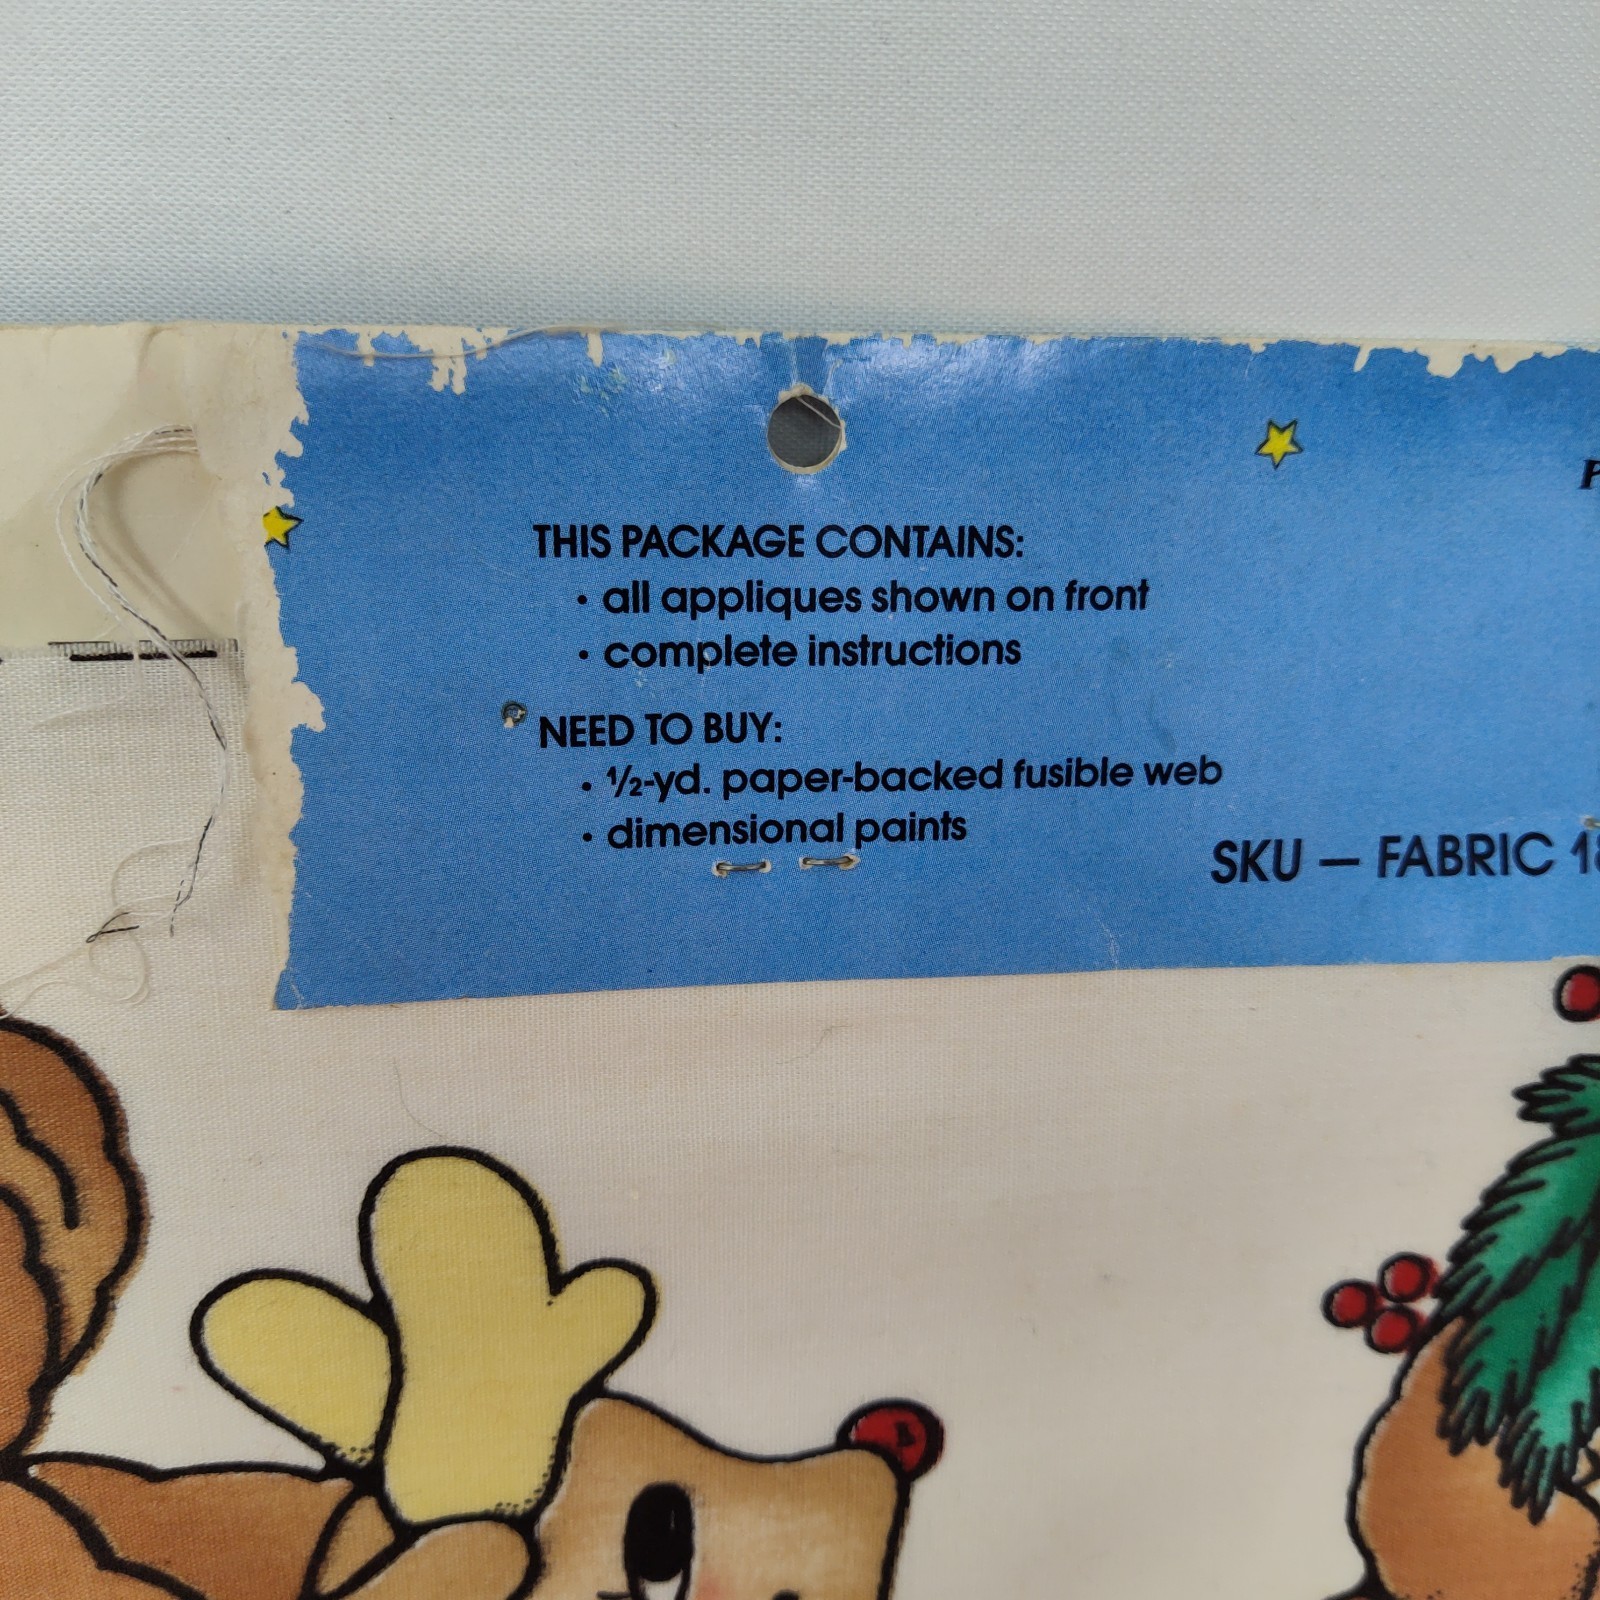 THIS PACKAGE CONTAINS:
• all appliques shown on front
• complete instructions
NEED TO BUY:
• ½-yd. paper-backed fusible web
• dimensional paints
SKU — FABRIC